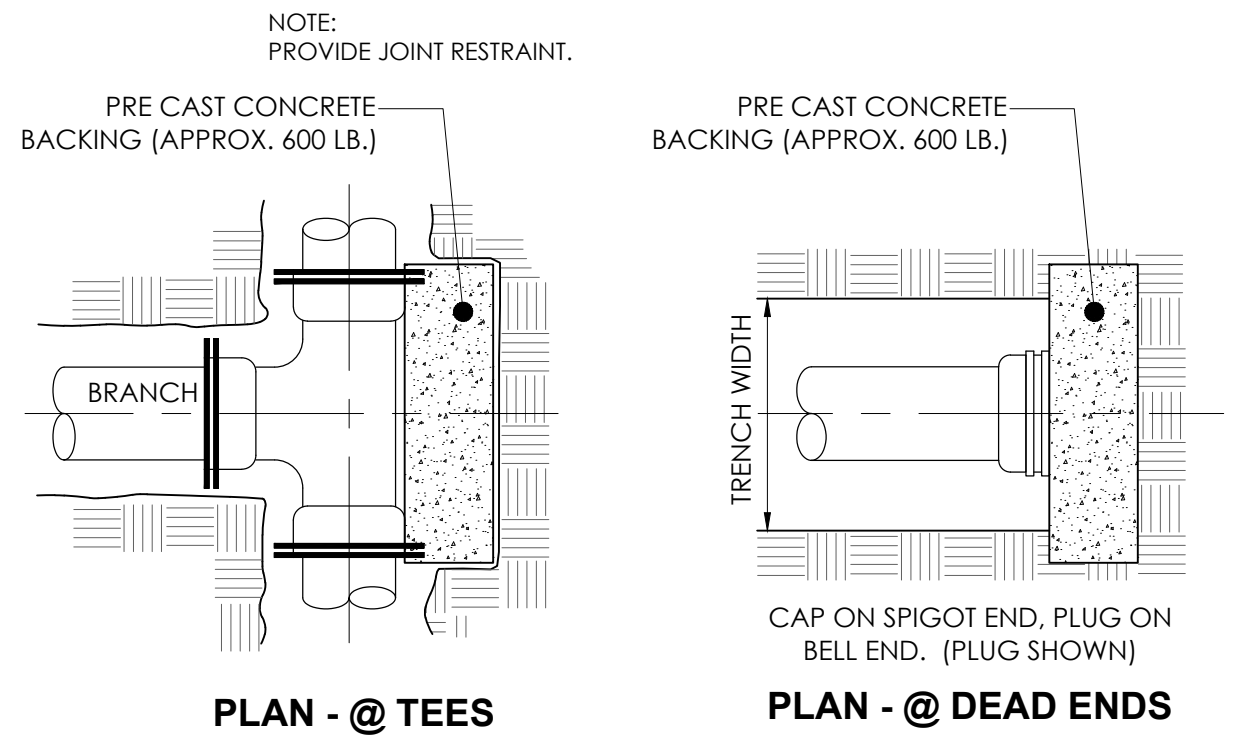 NOTE:
PROVIDE JOINT RESTRAINT.
PRE CAST CONCRETE
BACKING (APPROX. 600 LB.)
BRANCH
PLAN - @ TEES
PRE CAST CONCRETE
BACKING (APPROX. 600 LB.)
TRENCH WIDTH
CAP ON SPIGOT END, PLUG ON
BELL END. (PLUG SHOWN)
PLAN - @ DEAD ENDS